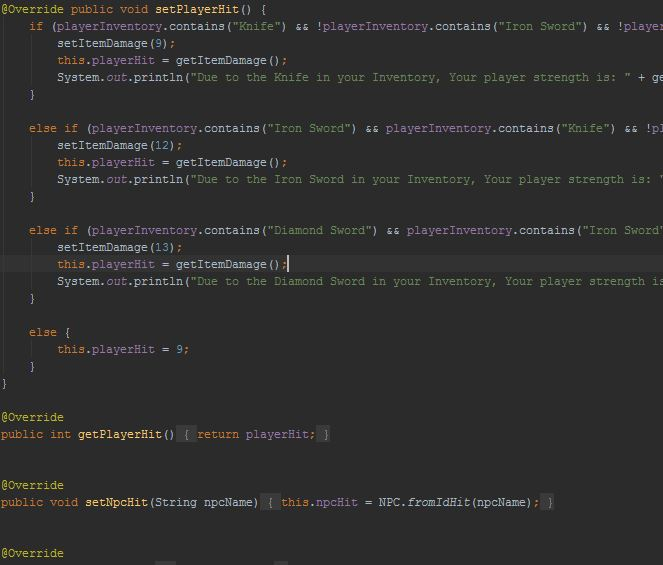 @Override public void setPlayerHit() {
if (playerInventory.contains("Knife") && !playerInventory.contains("Iron Sword") && !player
setItemDamage(9);
this.playerHit = getItemDamage();
System.out.println("Due to the Knife in your Inventory, Your player strength is: " + ge
}
else if (playerInventory.contains("Iron Sword") && playerInventory.contains("Knife") && !pl
setItemDamage(12);
this.playerHit = getItemDamage();
System.out.println("Due to the Iron Sword in your Inventory, Your player strength is: "
}
else if (playerInventory.contains("Diamond Sword") && playerInventory.contains("Iron Sword"
setItemDamage(13);
this.playerHit = getItemDamage();
System.out.println("Due to the Diamond Sword in your Inventory, Your player strength is
}
else {
this.playerHit = 9;
}
}
@Override
public int getPlayerHit() { return playerHit; }
@Override
public void setNpcHit(String npcName) { this.npcHit = NPC.fromIdHit(npcName); }
@Override